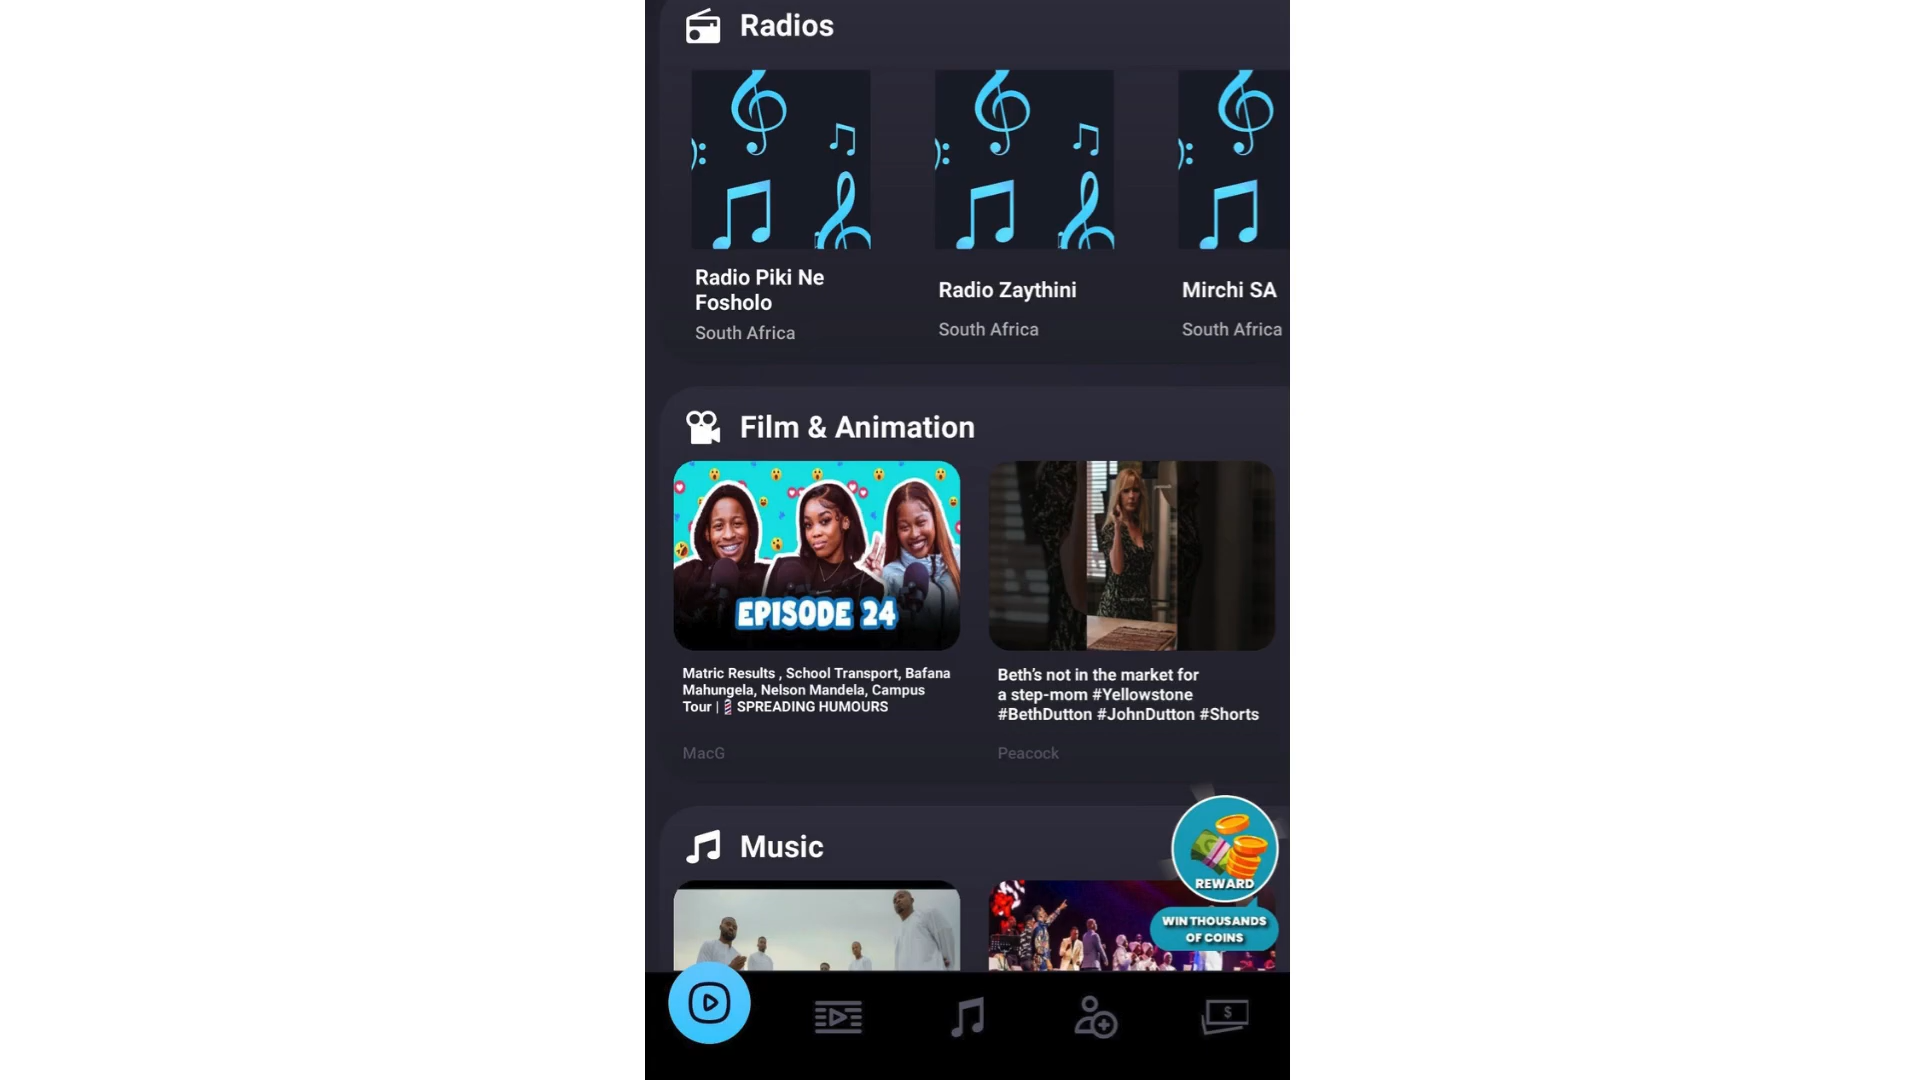 Radios
Radio Piki Ne
Fosholo
South Africa
Radio Zaythini
South Africa
Mirchi SA
South Africa
Film & Animation
EPISODE 24
Matric Results , School Transport, Bafana
Mahungela, Nelson Mandela, Campus
Tour | 💈 SPREADING HUMOURS
MacG
Beth’s not in the market for
a step-mom #Yellowstone
#BethDutton #JohnDutton #Shorts
Peacock
Music
REWARD
WIN THOUSANDS
OF COINS
$